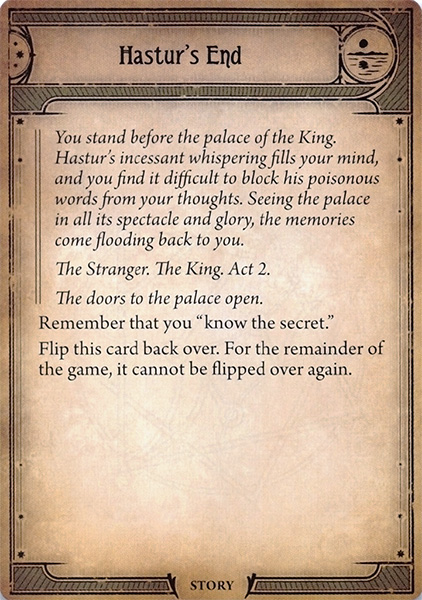 Hastur's End
You stand before the palace of the King.
Hastur's incessant whispering fills your mind,
and you find it difficult to block his poisonous
words from your thoughts. Seeing the palace
in all its spectacle and glory, the memories
come flooding back to you.
The Stranger. The King. Act 2.
The doors to the palace open.
Remember that you “know the secret.”
Flip this card back over. For the remainder of
the game, it cannot be flipped over again.
STORY